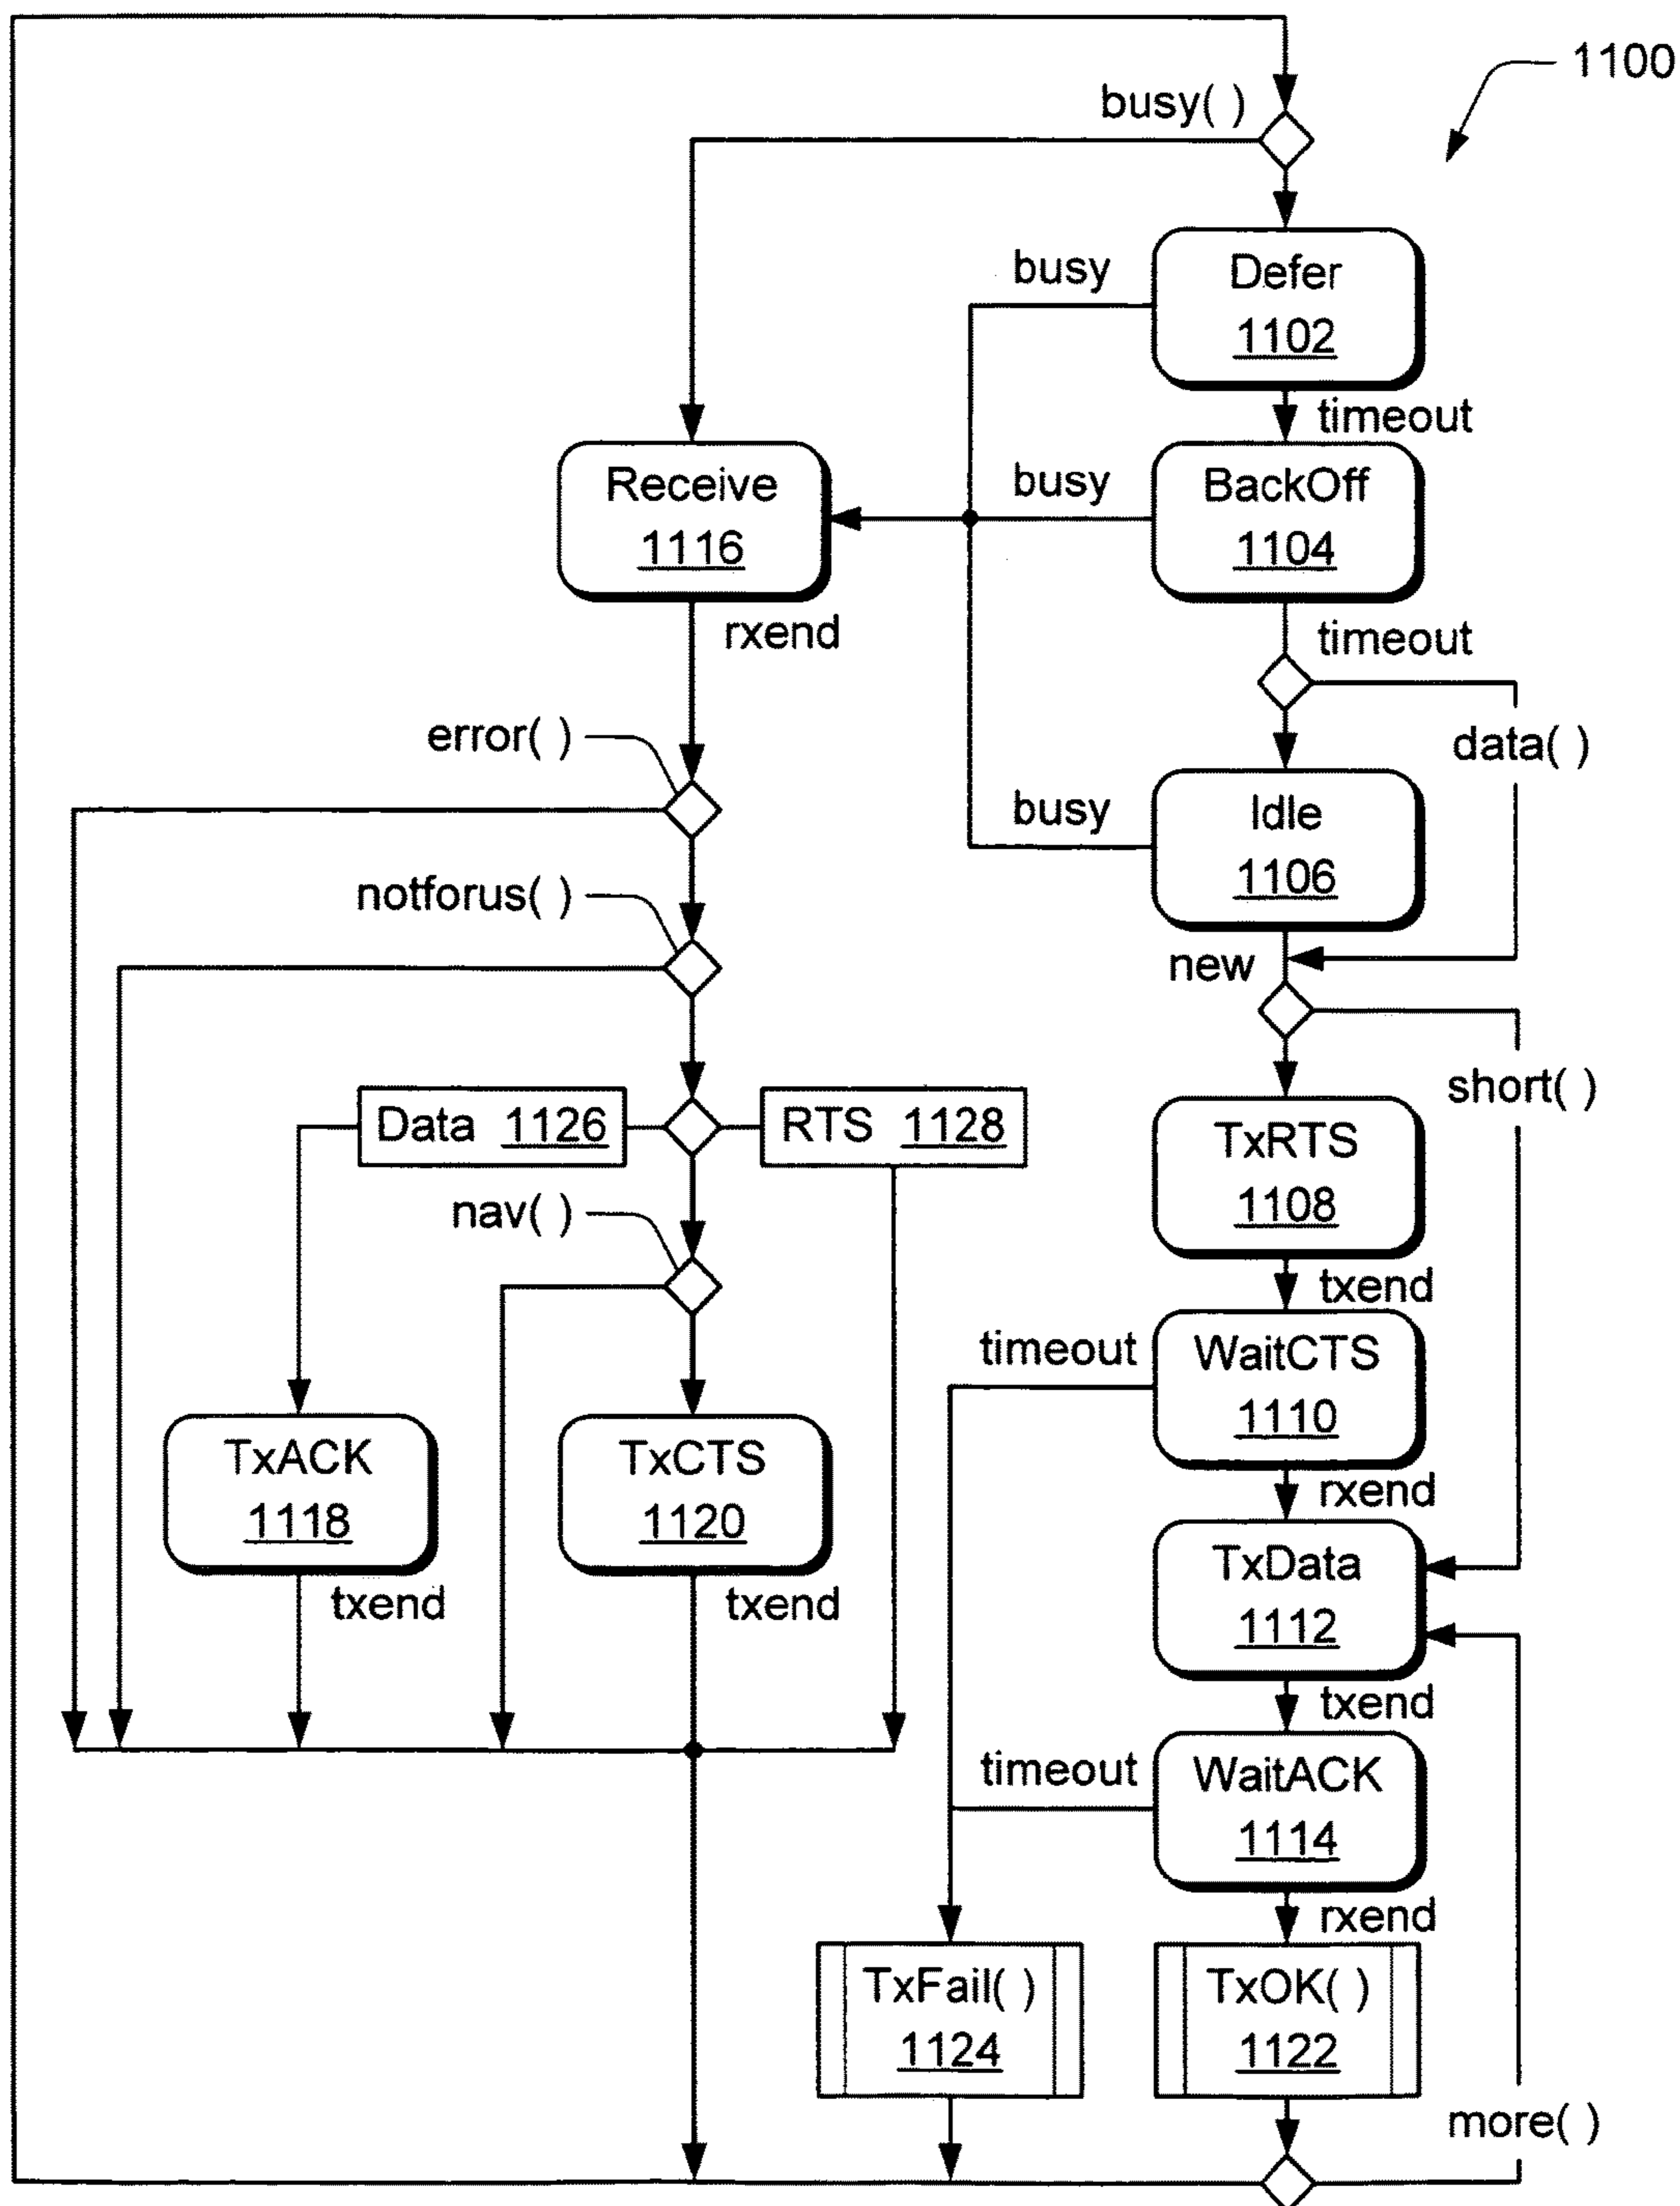 1100
busy( )
Defer
1102
busy
timeout
Receive
1116
busy
BackOff
1104
rxend
timeout
error( )
data( )
busy
Idle
1106
notforus( )
new
Data 1126
RTS 1128
short( )
TxRTS
1108
nav( )
txend
timeout
WaitCTS
1110
TxACK
1118
TxCTS
1120
rxend
txend
txend
TxData
1112
txend
timeout
WaitACK
1114
rxend
TxFail( )
1124
TxOK( )
1122
more( )